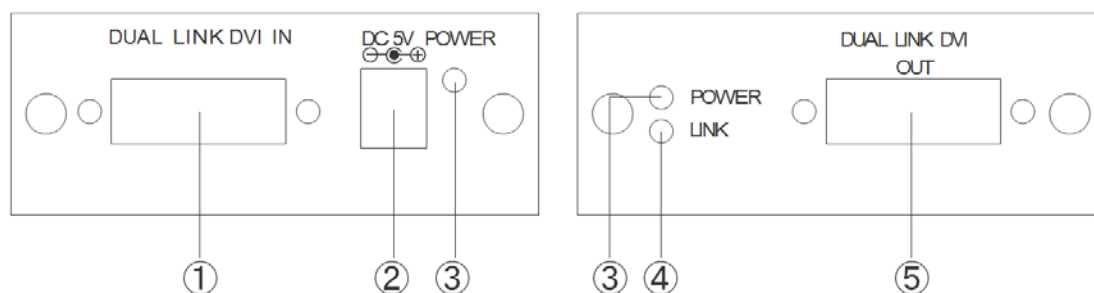 DUAL LINK DVI IN
DC 5V POWER
①
②
③
DUAL LINK DVI
OUT
POWER
LINK
③
④
⑤